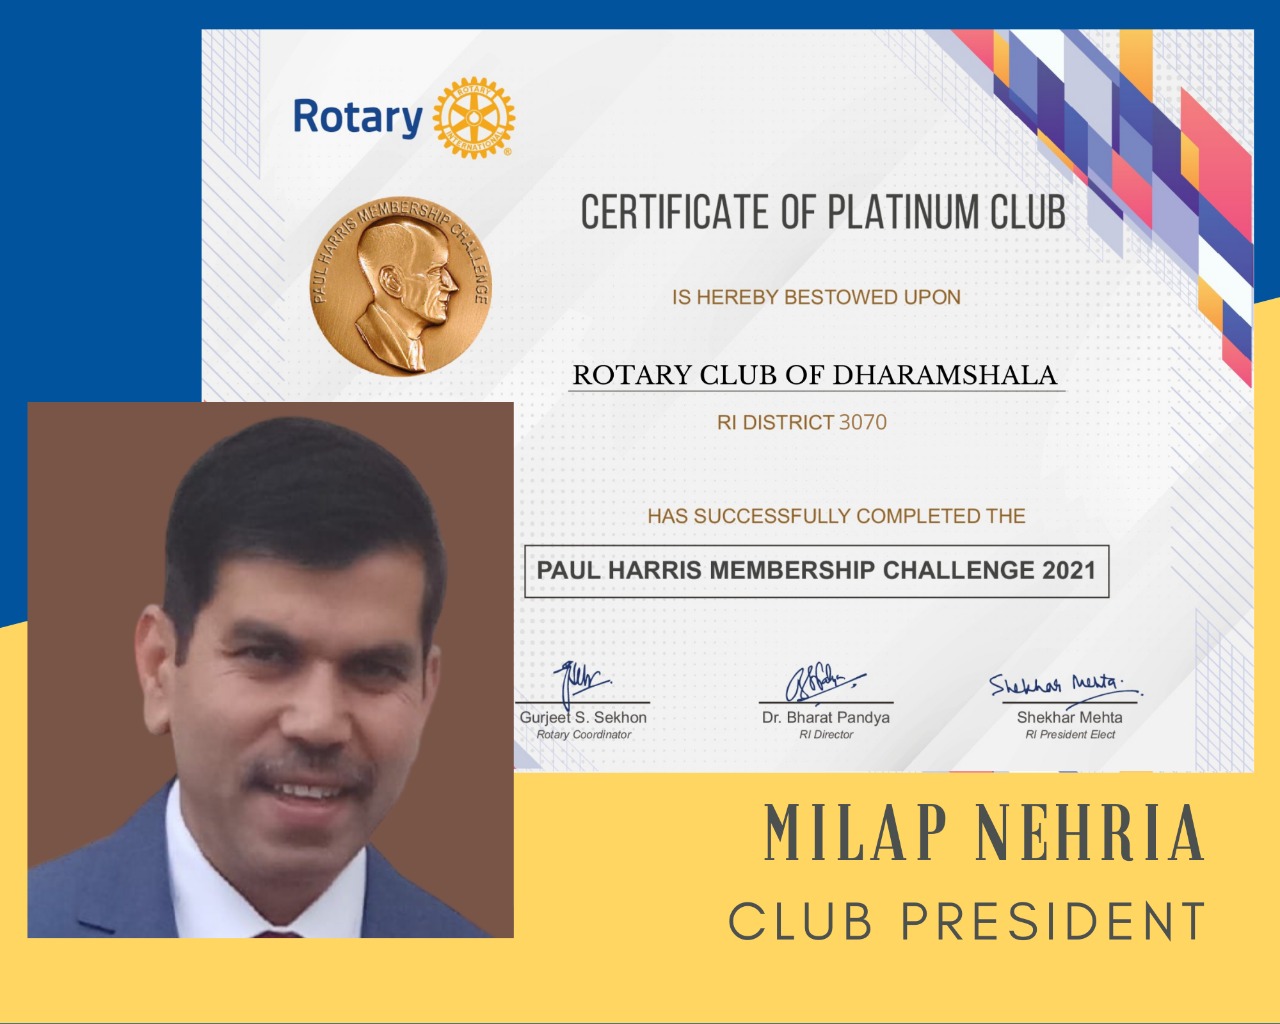 Rotary
ROTARY
INTERNATIONAL
®
PAUL HARRIS MEMBERSHIP CHALLENGE
CERTIFICATE OF PLATINUM CLUB
IS HEREBY BESTOWED UPON
ROTARY CLUB OF DHARAMSHALA
RI DISTRICT 3070
HAS SUCCESSFULLY COMPLETED THE
PAUL HARRIS MEMBERSHIP CHALLENGE 2021
Shekhar Mehta.
Gurjeet S. Sekhon Dr. Bharat Pandya Shekhar Mehta
Rotary Coordinator RI Director RI President Elect
MILAP NEHRIA
CLUB PRESIDENT